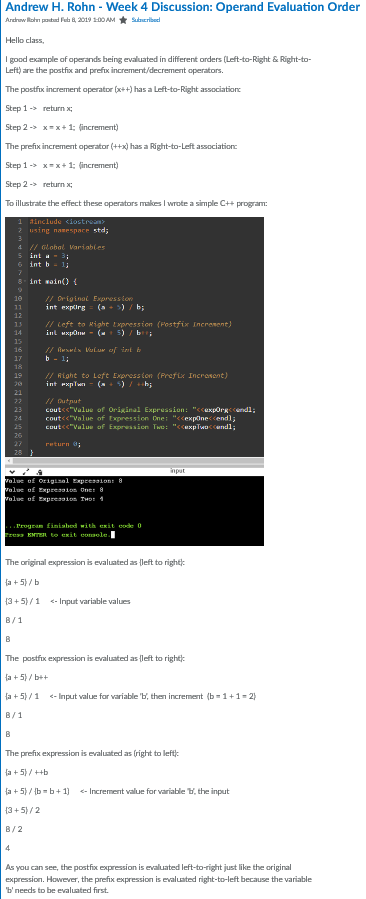 Andrew H. Rohn - Week 4 Discussion: Operand Evaluation Order
Andrew Rohn posted Feb 8, 2019 1:00 AM ★ Subscribed
Hello class,
I good example of operands being evaluated in different orders (Left-to-Right & Right-to-
Left) are the postfix and prefix increment/decrement operators.
The postfix increment operator (x++) has a Left-to-Right association:
Step 1 -> return x;
Step 2 -> x = x + 1; (increment)
The prefix increment operator (++x) has a Right-to-Left association:
Step 1 -> x = x + 1; (increment)
Step 2 -> return x;
To illustrate the effect these operators makes I wrote a simple C++ program:
1 #include <iostream>
2 using namespace std;
3
4 // Global Variables
5 int a = 3;
6 int b = 1;
7
8 int main() {
9
10 // Original Expression
11 int expOrg = (a + 5) / b;
12
13 // Left to Right Expression (Postfix Increment)
14 int expOne = (a + 5) / b++;
15
16 // Resets Value of int b
17 b = 1;
18
19 // Right to Left Expression (Prefix Increment)
20 int expTwo = (a + 5) / ++b;
21
22 // Output
23 cout<<"Value of Original Expression: "<<expOrg<<endl;
24 cout<<"Value of Expression One: "<<expOne<<endl;
25 cout<<"Value of Expression Two: "<<expTwo<<endl;
26
27 return 0;
28 }
input
Value of Original Expression: 8
Value of Expression One: 8
Value of Expression Two: 4
...Program finished with exit code 0
Press ENTER to exit console.
The original expression is evaluated as (left to right):
(a + 5) / b
(3 + 5) / 1 <- Input variable values
8 / 1
8
The postfix expression is evaluated as (left to right):
(a + 5) / b++
(a + 5) / 1 <- Input value for variable 'b', then increment (b = 1 + 1 = 2)
8 / 1
8
The prefix expression is evaluated as (right to left):
(a + 5) / ++b
(a + 5) / (b = b + 1) <- Increment value for variable 'b', the input
(3 + 5) / 2
8 / 2
4
As you can see, the postfix expression is evaluated left-to-right just like the original
expression. However, the prefix expression is evaluated right-to-left because the variable
'b' needs to be evaluated first.